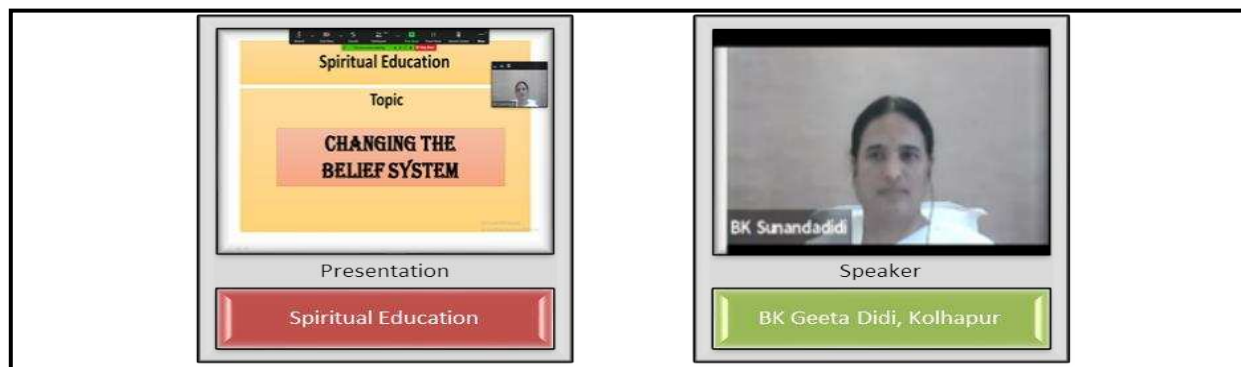 Spiritual Education
Topic
CHANGING THE
BELIEF SYSTEM
Presentation
Spiritual Education
BK Sunandadidi
Speaker
BK Geeta Didi, Kolhapur